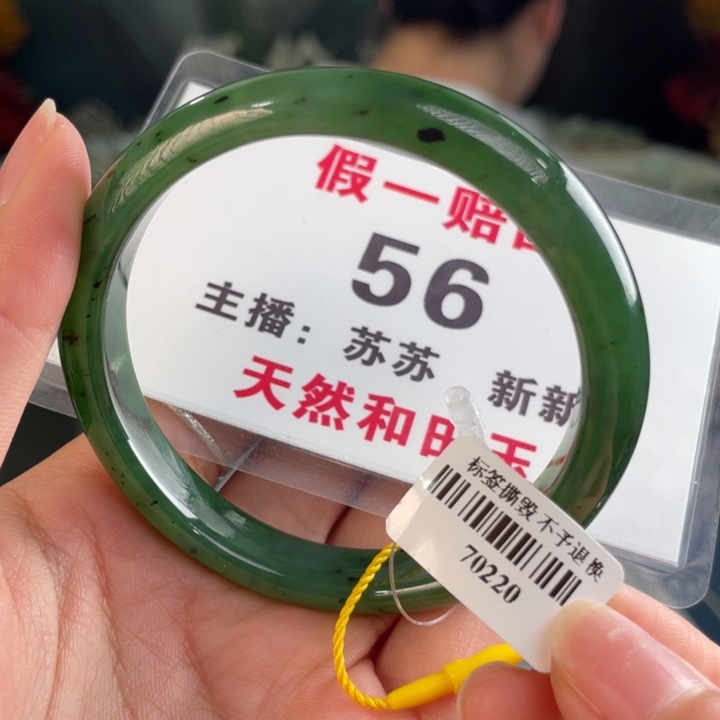 假一赔
56
主播：苏苏 新新
天然和田玉
标签撕毁 不予退换
70220